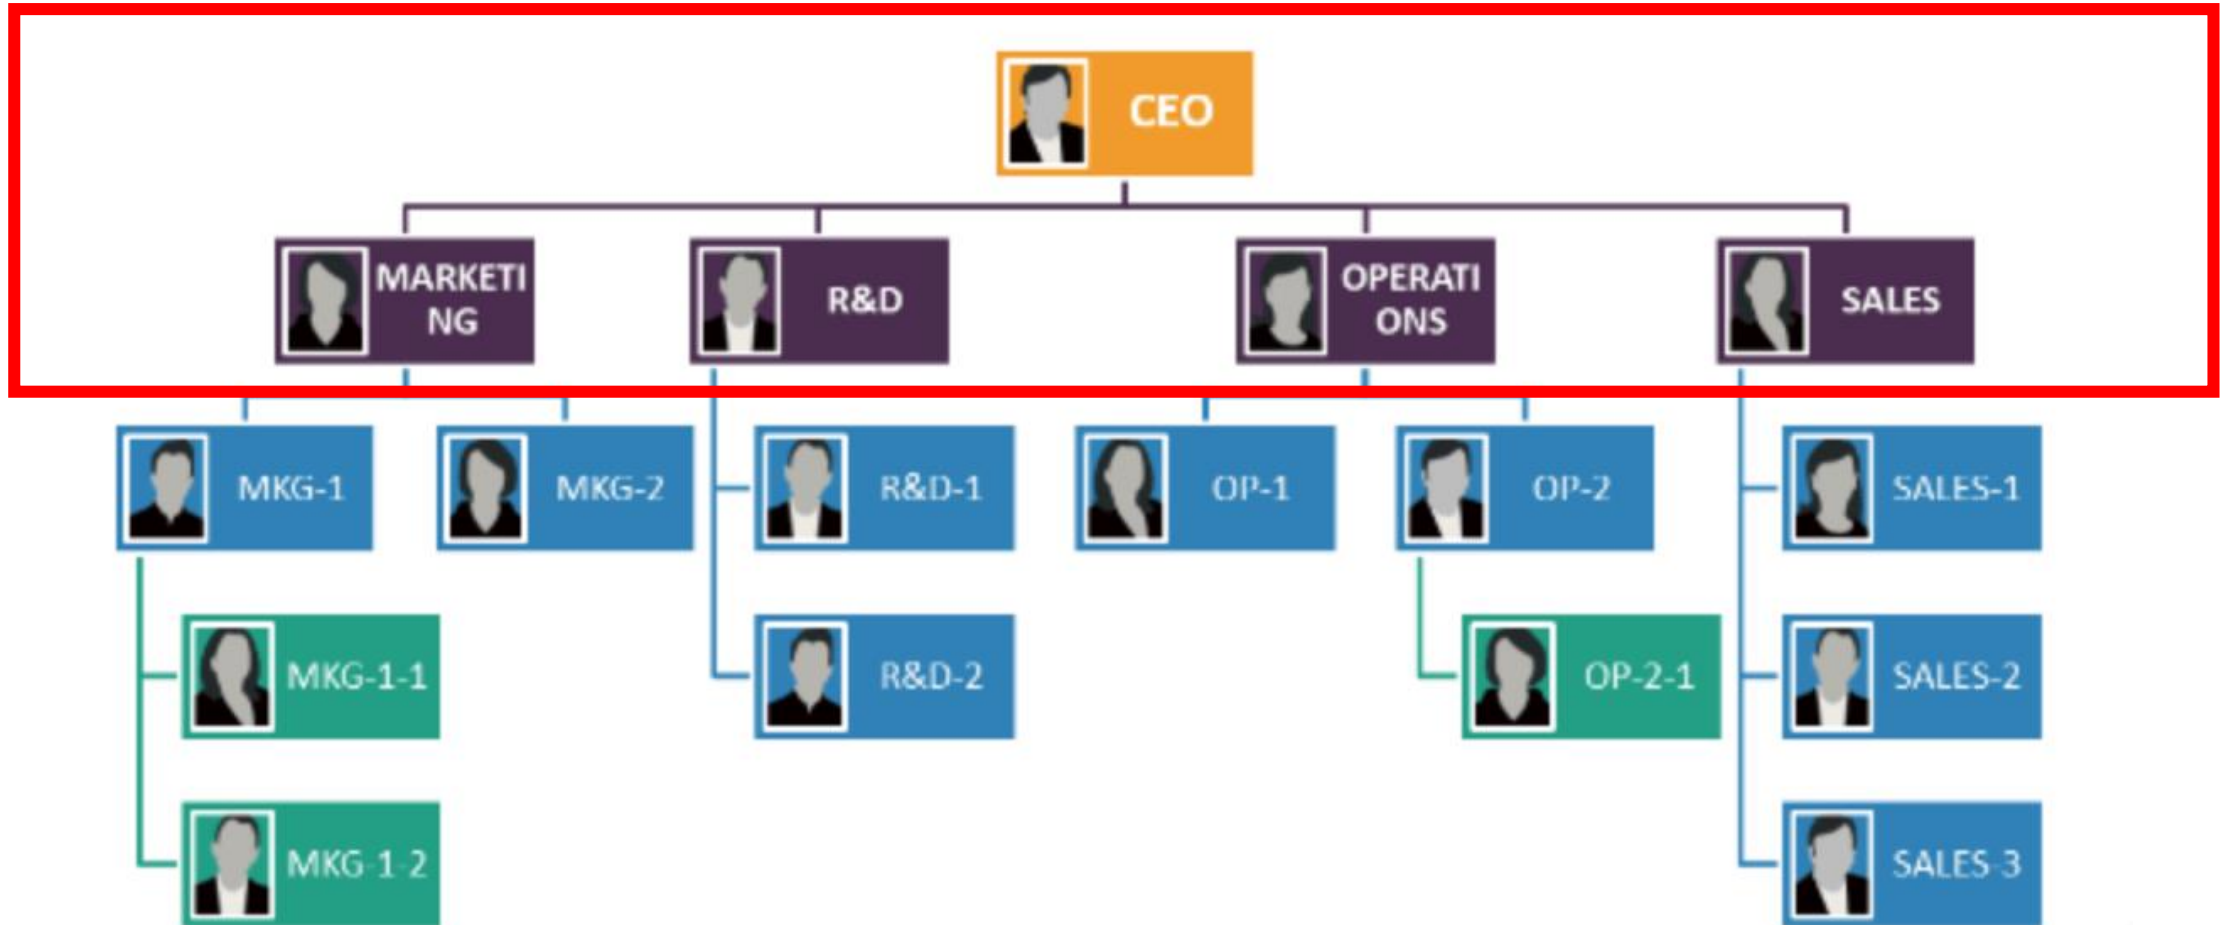 CEO
MARKETI
NG
R&D
OPERATI
ONS
SALES
MKG-1
MKG-2
R&D-1
OP-1
OP-2
SALES-1
MKG-1-1
R&D-2
OP-2-1
SALES-2
MKG-1-2
SALES-3